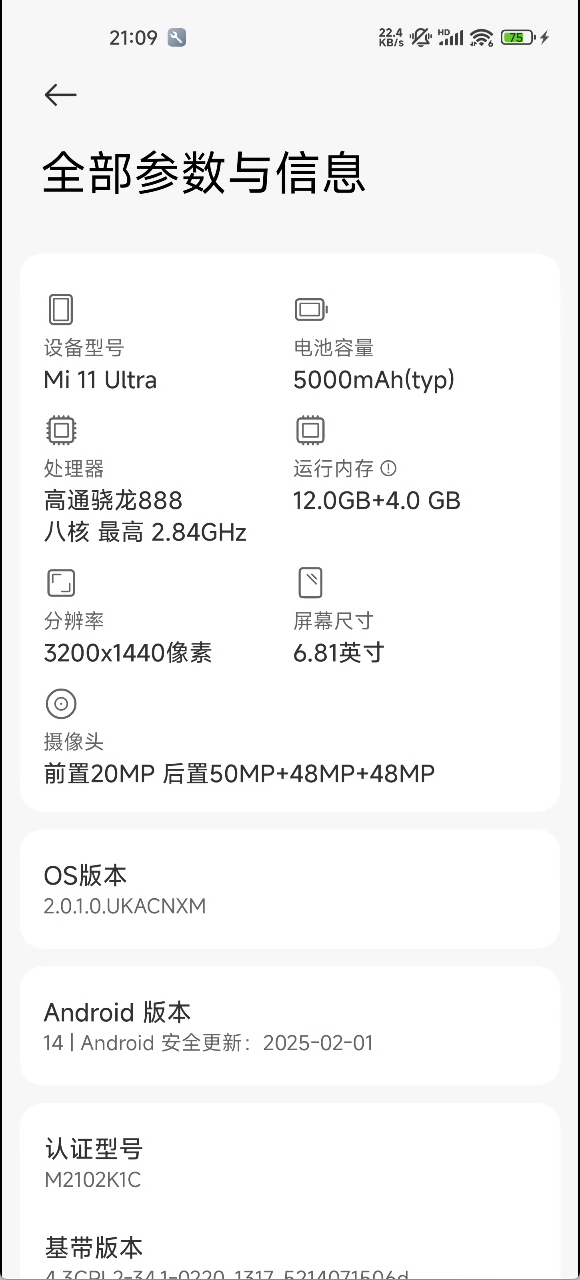 21:09 22.4 KB/s HD 6 75
全部参数与信息
设备型号
Mi 11 Ultra
电池容量
5000mAh(typ)
处理器
高通骁龙888
八核 最高 2.84GHz
运行内存
12.0GB+4.0 GB
分辨率
3200x1440像素
屏幕尺寸
6.81英寸
摄像头
前置20MP 后置50MP+48MP+48MP
OS版本
2.0.1.0.UKACNXM
Android 版本
14 | Android 安全更新：2025-02-01
认证型号
M2102K1C
基带版本